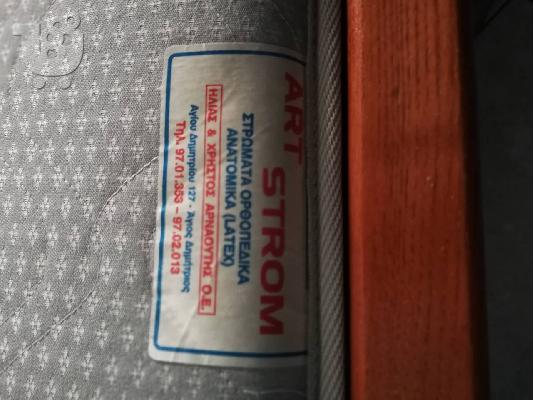 ART STROM
ΣΤΡΩΜΑΤΑ ΟΡΘΟΠΕΔΙΚΑ
ΑΝΑΤΟΜΙΚΑ (LATEX)
ΗΛΙΑΣ & ΧΡΗΣΤΟΣ ΑΡΝΑΟΥΤΗΣ Ο.Ε.
Αγίου Δημητρίου 127 - Άγιος Δημήτριος
Τηλ. 97.01.353 – 97.02.013